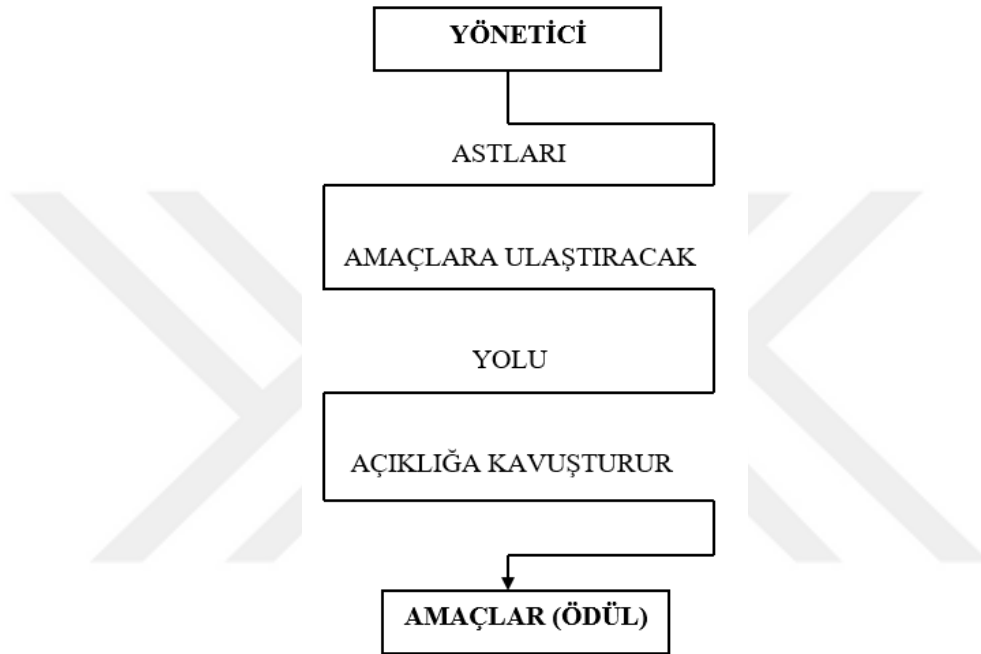 YÖNETİCİ
ASTLARI
AMAÇLARA ULAŞTIRACAK
YOLU
AÇIKLIĞA KAVUŞTURUR
AMAÇLAR (ÖDÜL)